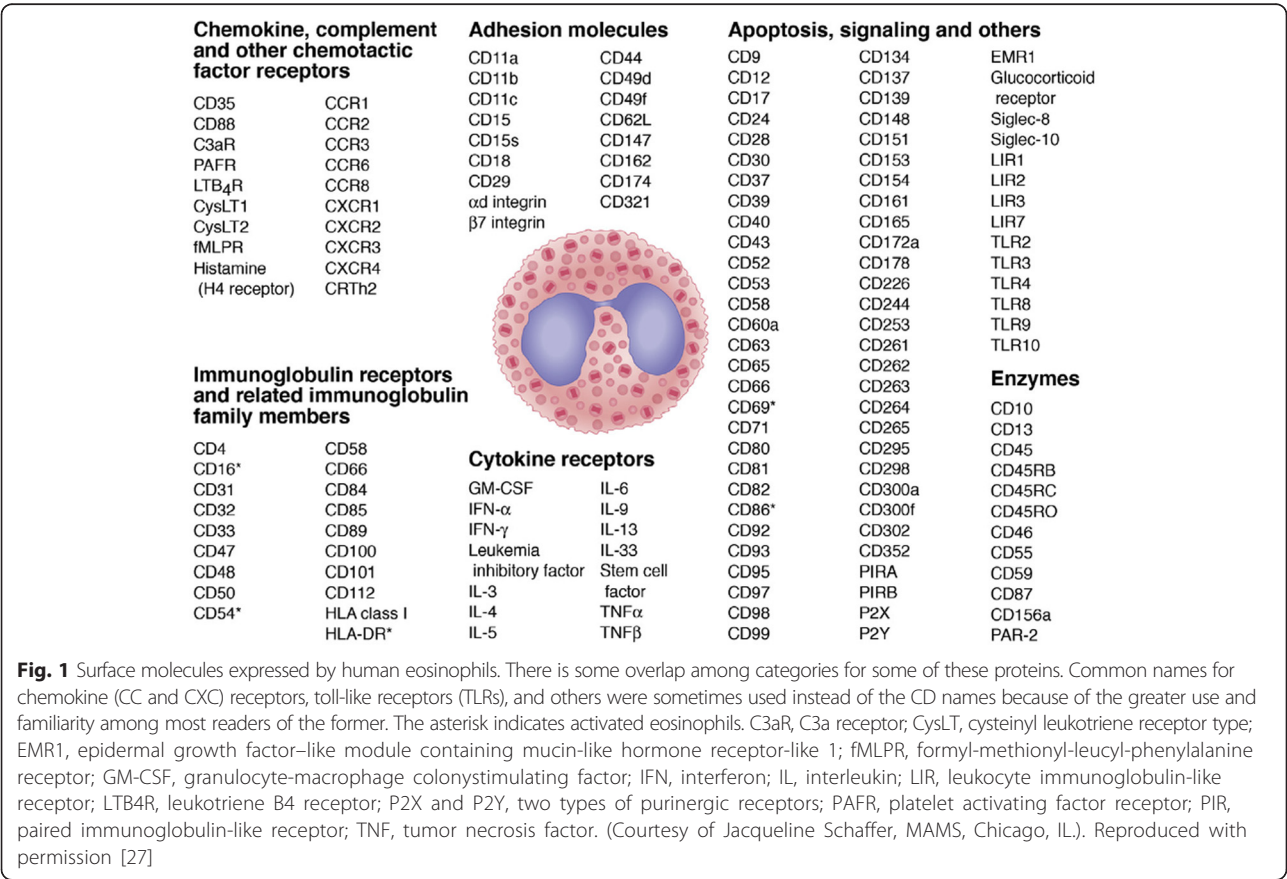 Chemokine, complement
and other chemotactic
factor receptors
CD35
CD88
C3aR
PAFR
LTB4R
CysLT1
CysLT2
fMLPR
Histamine
(H4 receptor)
CCR1
CCR2
CCR3
CCR6
CCR8
CXCR1
CXCR2
CXCR3
CXCR4
CRTh2
Adhesion molecules
CD11a
CD11b
CD11c
CD15
CD15s
CD18
CD29
αd integrin
β7 integrin
CD44
CD49d
CD49f
CD62L
CD147
CD162
CD174
CD321
Apoptosis, signaling and others
CD9
CD12
CD17
CD24
CD28
CD30
CD37
CD39
CD40
CD43
CD52
CD53
CD58
CD60a
CD63
CD65
CD66
CD69*
CD71
CD80
CD81
CD82
CD86*
CD92
CD93
CD95
CD97
CD98
CD99
CD134
CD137
CD139
CD148
CD151
CD153
CD154
CD161
CD165
CD172a
CD178
CD226
CD244
CD253
CD261
CD262
CD263
CD264
CD265
CD295
CD298
CD300a
CD300f
CD302
CD352
PIRA
PIRB
P2X
P2Y
EMR1
Glucocorticoid
receptor
Siglec-8
Siglec-10
LIR1
LIR2
LIR3
LIR7
TLR2
TLR3
TLR4
TLR8
TLR9
TLR10
Enzymes
CD10
CD13
CD45
CD45RB
CD45RC
CD45RO
CD46
CD55
CD59
CD87
CD156a
PAR-2
Immunoglobulin receptors
and related immunoglobulin
family members
CD4
CD16*
CD31
CD32
CD33
CD47
CD48
CD50
CD54*
CD58
CD66
CD84
CD85
CD89
CD100
CD101
CD112
HLA class I
HLA-DR*
Cytokine receptors
GM-CSF
IFN-α
IFN-γ
Leukemia
inhibitory factor
IL-3
IL-4
IL-5
IL-6
IL-9
IL-13
IL-33
Stem cell
factor
TNFα
TNFβ
Fig. 1 Surface molecules expressed by human eosinophils. There is some overlap among categories for some of these proteins. Common names for
chemokine (CC and CXC) receptors, toll-like receptors (TLRs), and others were sometimes used instead of the CD names because of the greater use and
familiarity among most readers of the former. The asterisk indicates activated eosinophils. C3aR, C3a receptor; CysLT, cysteinyl leukotriene receptor type;
EMR1, epidermal growth factor–like module containing mucin-like hormone receptor-like 1; fMLPR, formyl-methionyl-leucyl-phenylalanine
receptor; GM-CSF, granulocyte-macrophage colonystimulating factor; IFN, interferon; IL, interleukin; LIR, leukocyte immunoglobulin-like
receptor; LTB4R, leukotriene B4 receptor; P2X and P2Y, two types of purinergic receptors; PAFR, platelet activating factor receptor; PIR,
paired immunoglobulin-like receptor; TNF, tumor necrosis factor. (Courtesy of Jacqueline Schaffer, MAMS, Chicago, IL.). Reproduced with
permission [27]